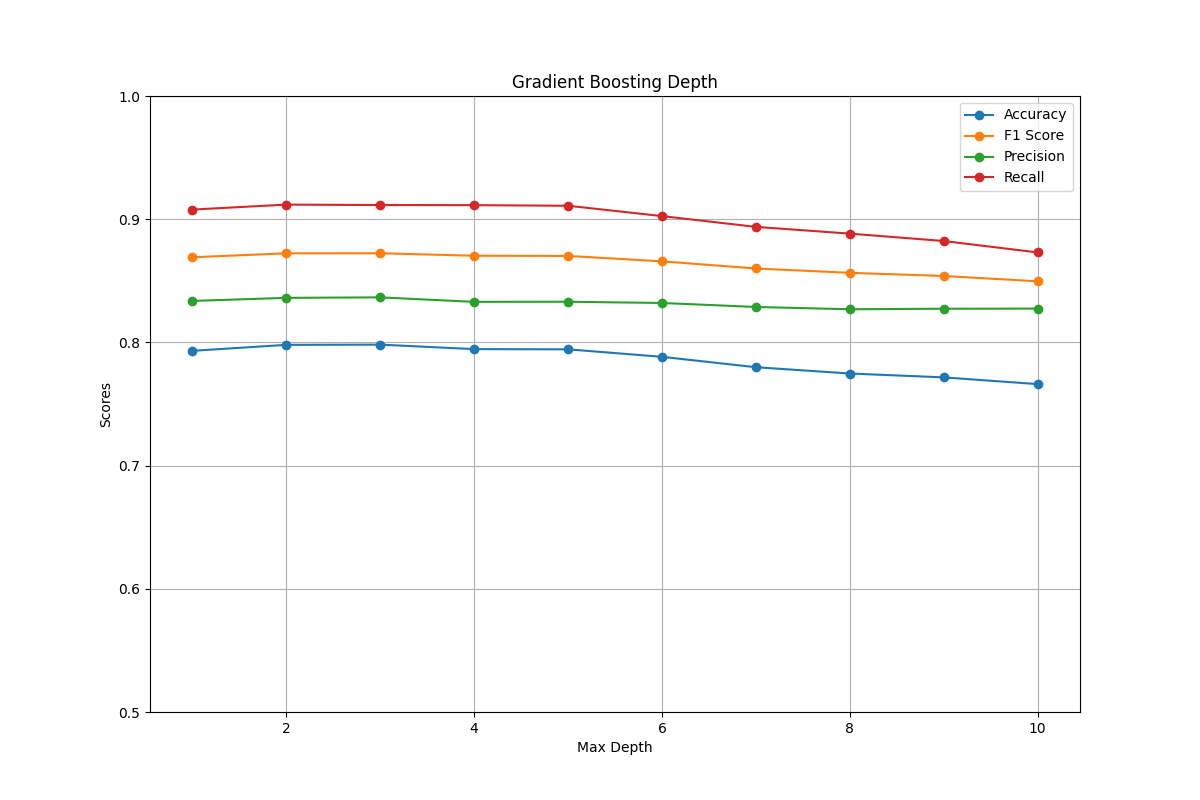 Gradient Boosting Depth
1.0
0.9
0.8
0.7
0.6
0.5
Scores
Accuracy
F1 Score
Precision
Recall
2 4 6 8 10
Max Depth